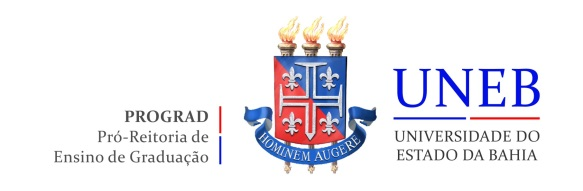 PROGRAD
Pró-Reitoria de
Ensino de Graduação
HOMINEM AUGERE
UNEB
UNIVERSIDADE DO
ESTADO DA BAHIA